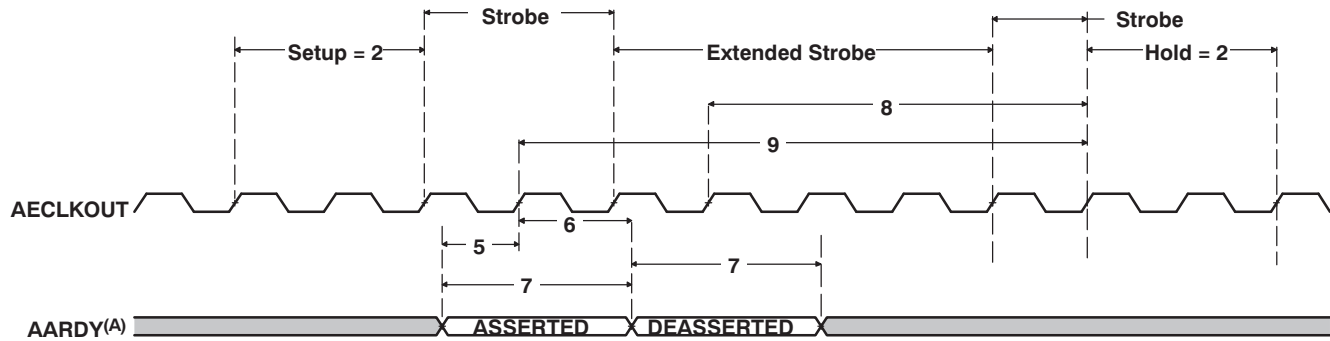 Strobe
Strobe
Setup = 2
Extended Strobe
Hold = 2
8
9
AECLKOUT
6
5
7
7
AARDY(A)
ASSERTED
DEASSERTED